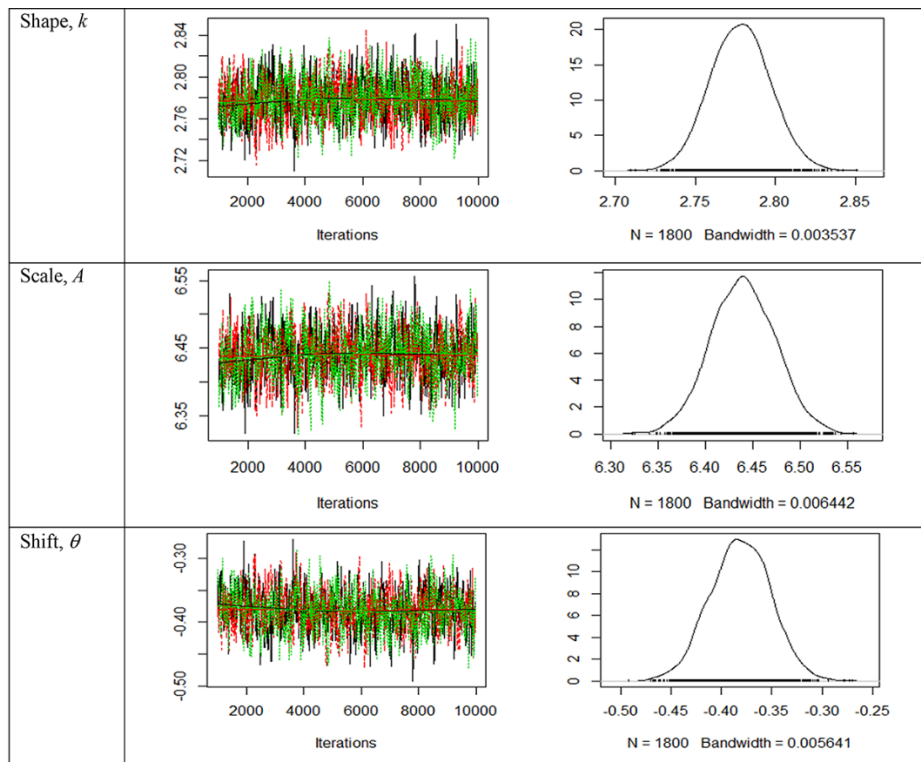 Shape, k
2.72 2.76 2.80 2.84
2000 4000 6000 8000 10000
Iterations
0 5 10 15 20
2.70 2.75 2.80 2.85
N = 1800 Bandwidth = 0.003537
Scale, A
6.35 6.45 6.55
2000 4000 6000 8000 10000
Iterations
0 2 4 6 8 10
6.30 6.35 6.40 6.45 6.50 6.55
N = 1800 Bandwidth = 0.006442
Shift, θ
-0.50 -0.40 -0.30
2000 4000 6000 8000 10000
Iterations
0 2 4 6 8 10
-0.50 -0.45 -0.40 -0.35 -0.30 -0.25
N = 1800 Bandwidth = 0.005641